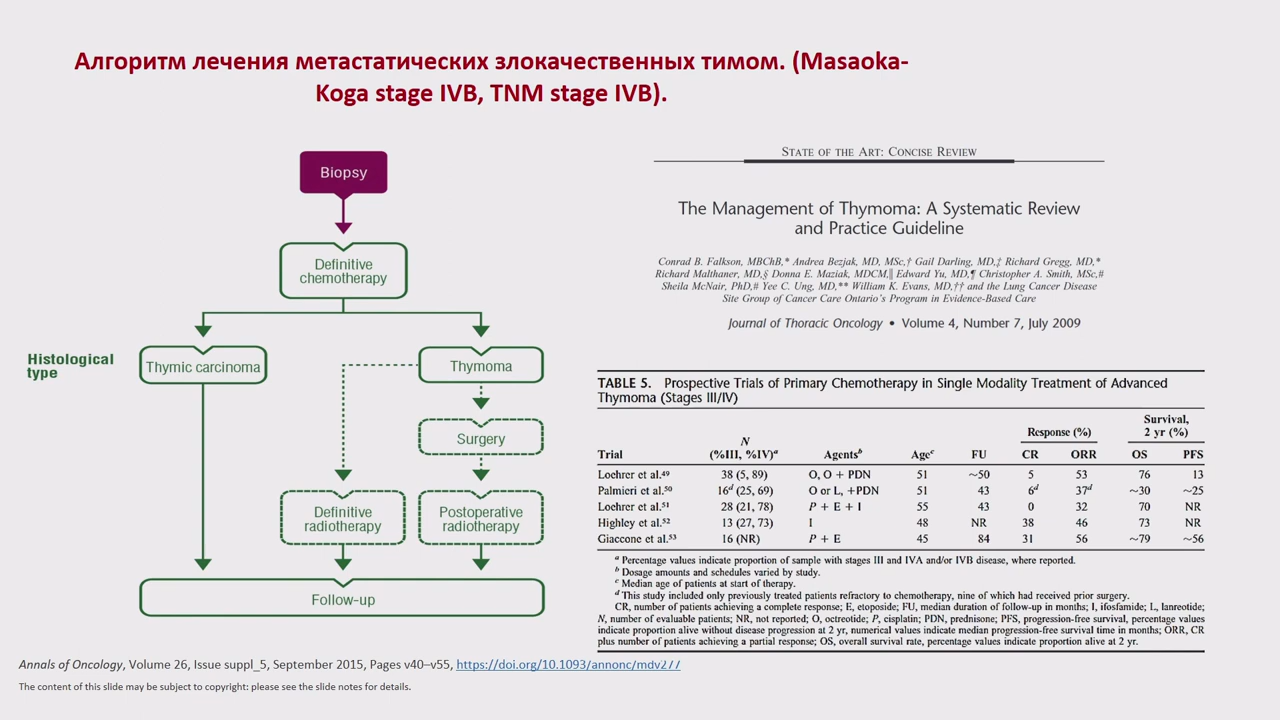 Алгоритм лечения метастатических злокачественных тимом. (Masaoka-
Koga stage IVB, TNM stage IVB).
Biopsy
Definitive
chemotherapy
Histological
type
Thymic carcinoma
Thymoma
Surgery
Definitive
radiotherapy
Postoperative
radiotherapy
Follow-up
STATE OF THE ART: CONCISE REVIEW
The Management of Thymoma: A Systematic Review
and Practice Guideline
Conrad B. Falkson, MBChB,* Andrea Bezjak, MD, MSc,† Gail Darling, MD,‡ Richard Gregg, MD,*
Richard Malthaner, MD,§ Donna E. Maziak, MDCM,‖ Edward Yu, MD,¶ Christopher A. Smith, MSc,#
Sheila McNair, PhD,# Yee C. Ung, MD,** William K. Evans, MD,†† and the Lung Cancer Disease
Site Group of Cancer Care Ontario's Program in Evidence-Based Care
Journal of Thoracic Oncology • Volume 4, Number 7, July 2009
TABLE 5. Prospective Trials of Primary Chemotherapy in Single Modality Treatment of Advanced
Thymoma (Stages III/IV)
Survival,
N Response (%) 2 yr (%)
Trial (%III, %IV)a Agentsb Agec FU CR ORR OS PFS
Loehrer et al.49 38 (5, 89) O, O + PDN 51 ~50 5 53 76 13
Palmieri et al.50 16d (25, 69) O or L, +PDN 51 43 6d 37d ~30 ~25
Loehrer et al.51 28 (21, 78) P + E + I 55 43 0 32 70 NR
Highley et al.52 13 (27, 73) I 48 NR 38 46 73 NR
Giaccone et al.53 16 (NR) P + E 45 84 31 56 ~79 ~56
a Percentage values indicate proportion of sample with stages III and IVA and/or IVB disease, where reported.
b Dosage amounts and schedules varied by study.
c Median age of patients at start of therapy.
d This study included only previously treated patients refractory to chemotherapy, nine of which had received prior surgery.
CR, number of patients achieving a complete response; E, etoposide; FU, median duration of follow-up in months; I, ifosfamide; L, lanreotide;
N, number of evaluable patients; NR, not reported; O, octreotide; P, cisplatin; PDN, prednisone; PFS, progression-free survival, percentage values
indicate proportion alive without disease progression at 2 yr, numerical values indicate median progression-free survival time in months; ORR, CR
plus number of patients achieving a partial response; OS, overall survival rate, percentage values indicate proportion alive at 2 yr.
Annals of Oncology, Volume 26, Issue suppl_5, September 2015, Pages v40–v55, https://doi.org/10.1093/annonc/mdv277
The content of this slide may be subject to copyright: please see the slide notes for details.